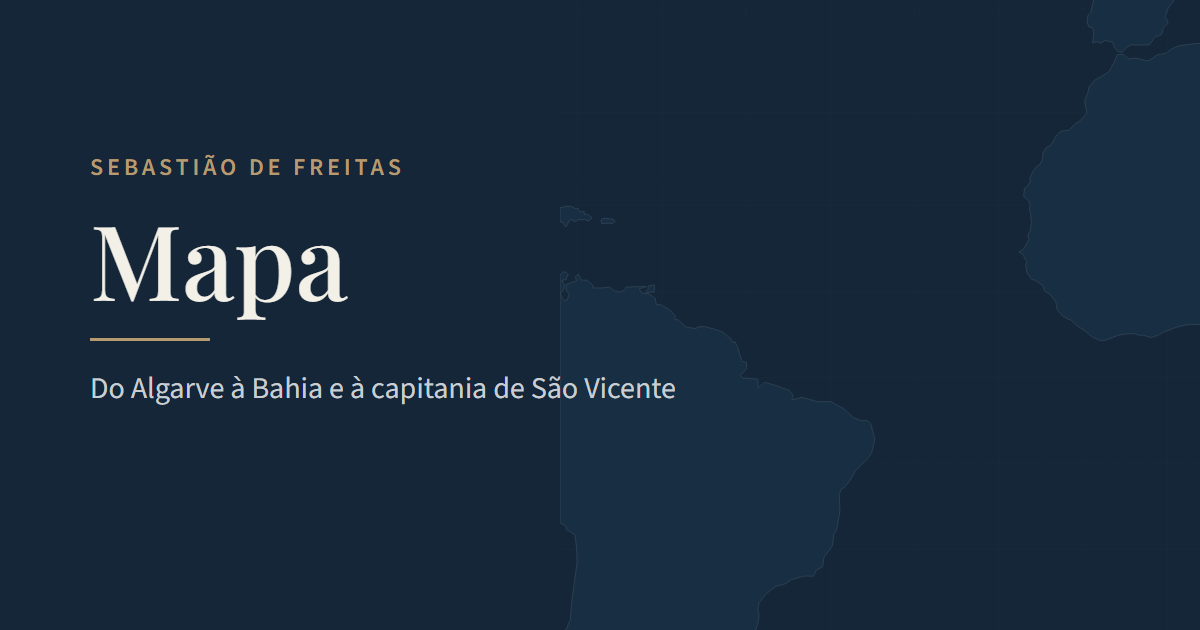 SEBASTIÃO DE FREITAS
Mapa
Do Algarve à Bahia e à capitania de São Vicente